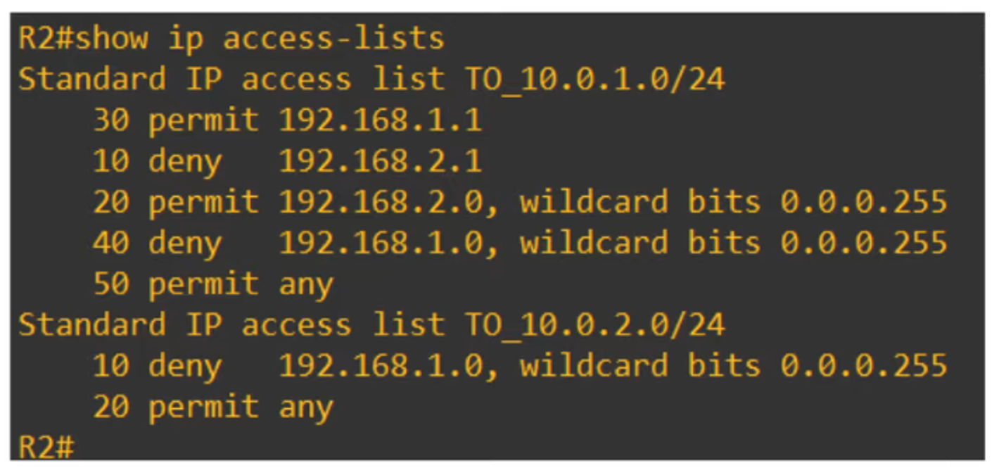 R2#show ip access-lists
Standard IP access list TO_10.0.1.0/24
    30 permit 192.168.1.1
    10 deny   192.168.2.1
    20 permit 192.168.2.0, wildcard bits 0.0.0.255
    40 deny   192.168.1.0, wildcard bits 0.0.0.255
    50 permit any
Standard IP access list TO_10.0.2.0/24
    10 deny   192.168.1.0, wildcard bits 0.0.0.255
    20 permit any
R2#